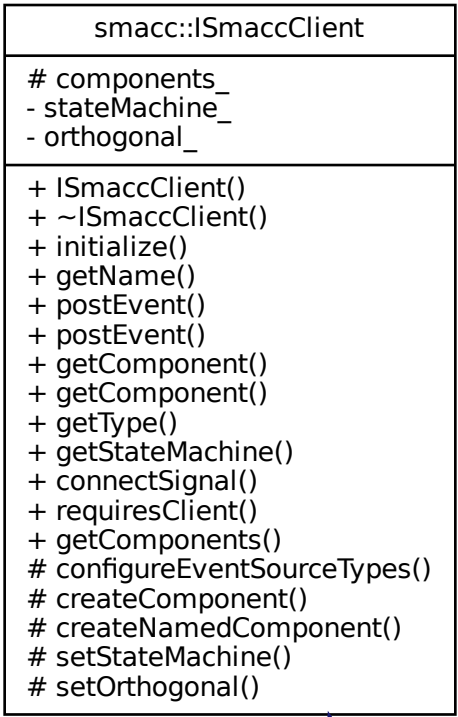 smacc::ISmaccClient
# components_
- stateMachine_
- orthogonal_
+ ISmaccClient()
+ ~ISmaccClient()
+ initialize()
+ getName()
+ postEvent()
+ postEvent()
+ getComponent()
+ getComponent()
+ getType()
+ getStateMachine()
+ connectSignal()
+ requiresClient()
+ getComponents()
# configureEventSourceTypes()
# createComponent()
# createNamedComponent()
# setStateMachine()
# setOrthogonal()